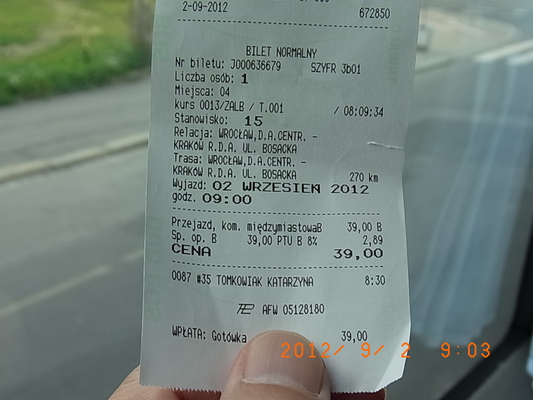 2-09-2012 672850
BILET NORMALNY
Nr biletu: J000636679 SZYFR 3b01
Liczba osób: 1
Miejsca: 04
kurs 0013/ZALB / T.001 / 08:09:34
Stanowisko: 15
Relacja: WROCŁAW,D.A.CENTR. -
KRAKÓW R.D.A. UL. BOSACKA
Trasa: WROCŁAW,D.A.CENTR. -
KRAKÓW R.D.A. UL. BOSACKA 270 km
Wyjazd: 02 WRZESIEŃ 2012
godz. 09:00
Przejazd, kom. międzymiastowaB 39,00 B
Sp. op. B 39,00 PTU B 8% 2,89
CENA 39,00
0087 #35 TOMKOWIAK KATARZYNA 8:30
AFW 05128180
WPŁATA: Gotówka 39,00
2012/ 9/ 2 9:03